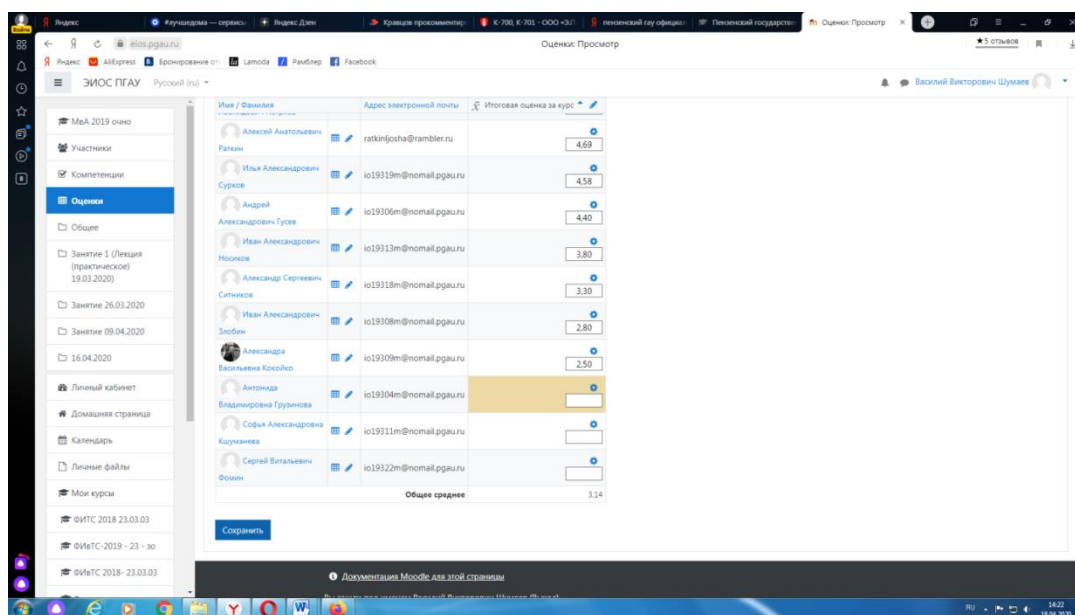 Яндекс
#лучшедома — сервисы
Яндекс.Дзен
Кравцов прокомментиро
К-700, К-701 - ООО
пензенский гау официал
Пензенский государствен
Оценки: Просмотр
Войти
elos.pgau.ru
Оценки: Просмотр
★ 5 отзывов
Яндекс
AliExpress
Бронирование от
Lamoda
Рамблер
Facebook
ЭИОС ПГАУ
Русский (ru)
Василий Викторович Шумаев
МвА 2019 очно
Участники
Компетенции
Оценки
Общее
Занятие 1 (Лекция
(практическое)
19.03.2020)
Занятие 26.03.2020
Занятие 09.04.2020
16.04.2020
Личный кабинет
Домашняя страница
Календарь
Личные файлы
Мои курсы
ФИТС 2018 23.03.03
ФИвТС-2019 - 23 - зо
ФИвТС 2018- 23.03.03
Имя / Фамилия
Адрес электронной почты
Итоговая оценка за курс
Алексей Анатольевич
Раткин
ratkinljosha@rambler.ru
4,69
Илья Александрович
Сурков
io19319m@nomail.pgau.ru
4,58
Андрей
Александрович Гусев
io19306m@nomail.pgau.ru
4,40
Иван Александрович
Носиков
io19313m@nomail.pgau.ru
3,80
Александр Сергеевич
Ситников
io19318m@nomail.pgau.ru
3,30
Иван Александрович
Злобин
io19308m@nomail.pgau.ru
2,80
Александра
Васильевна Кокойко
io19309m@nomail.pgau.ru
2,50
Антонида
Владимировна Грузинова
io19304m@nomail.pgau.ru
Софья Александровна
Кшуманева
io19311m@nomail.pgau.ru
Сергей Витальевич
Фомин
io19322m@nomail.pgau.ru
Общее среднее
3,14
Сохранить
Документация Moodle для этой страницы
RU
14:22
18.04.2020